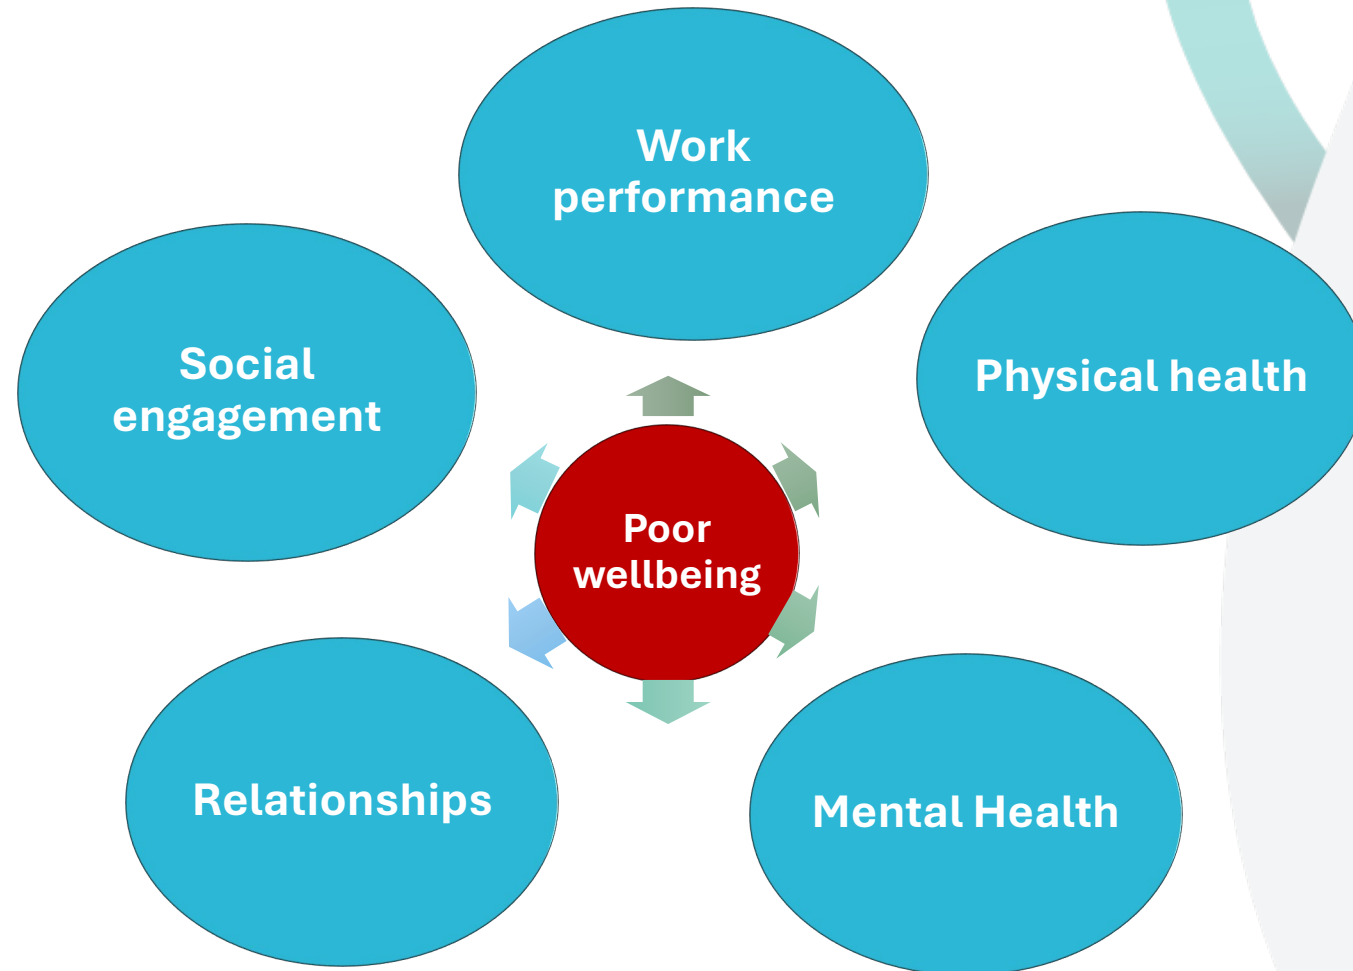 Work
performance
Social
engagement
Physical health
Poor
wellbeing
Relationships
Mental Health